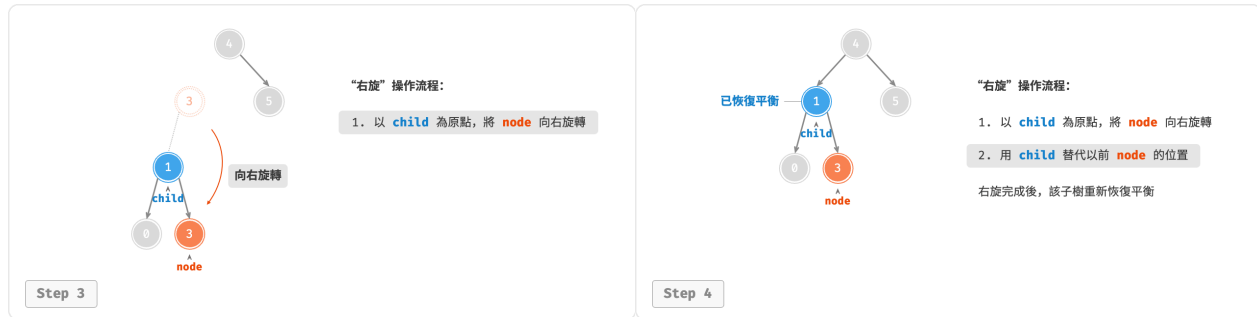 4
5
3
1
child
0
3
node
向右旋轉
“右旋”操作流程：
1. 以 child 為原點，將 node 向右旋轉
Step 3
4
已恢復平衡
1
5
child
0
3
node
“右旋”操作流程：
1. 以 child 為原點，將 node 向右旋轉
2. 用 child 替代以前 node 的位置
右旋完成後，該子樹重新恢復平衡
Step 4